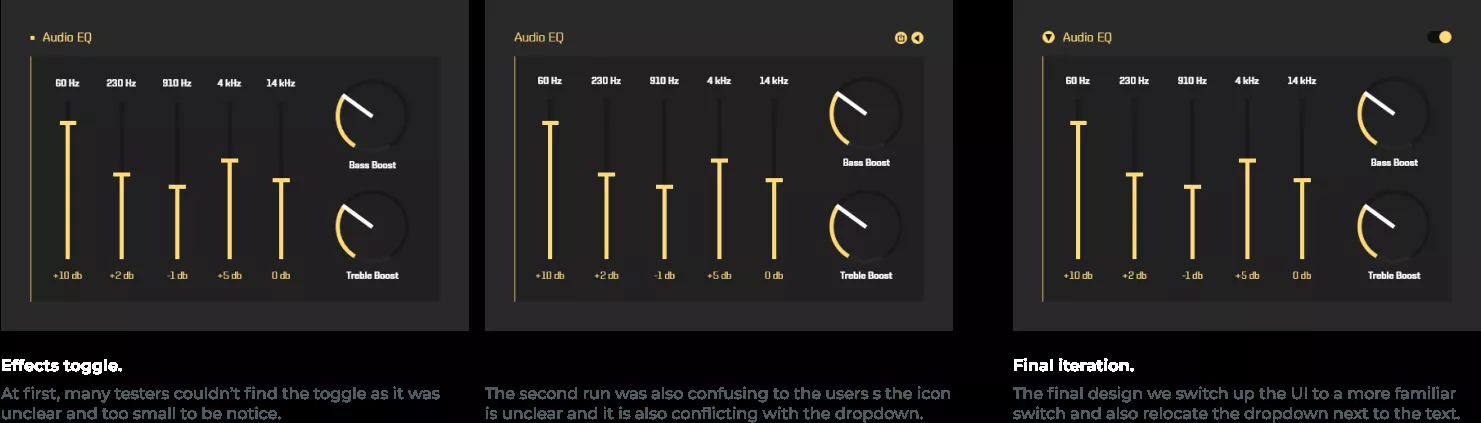 Audio EQ
60 Hz 230 Hz 910 Hz 4 kHz 14 kHz
Bass Boost
Treble Boost
+10 db +2 db -1 db +5 db 0 db
Effects toggle.
At first, many testers couldn't find the toggle as it was
unclear and too small to be notice.
Audio EQ
60 Hz 230 Hz 910 Hz 4 kHz 14 kHz
Bass Boost
Treble Boost
+10 db +2 db -1 db +5 db 0 db
The second run was also confusing to the users s the icon
is unclear and it is also conflicting with the dropdown.
Audio EQ
60 Hz 230 Hz 910 Hz 4 kHz 14 kHz
Bass Boost
Treble Boost
+10 db +2 db -1 db +5 db 0 db
Final iteration.
The final design we switch up the UI to a more familiar
switch and also relocate the dropdown next to the text.